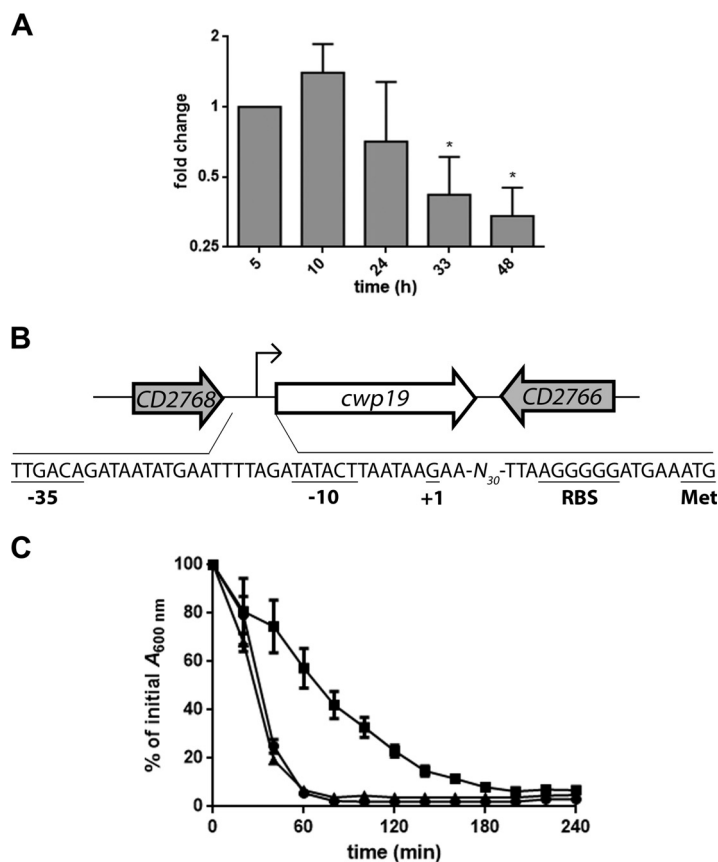 A
2
1
0.5
0.25
fold change
*
*
5 10 24 33 48
time (h)
B
CD2768 cwp19 CD2766
TTGACAGATAATATGAATTTTAGATATACTTAATAAGAA-N30-TTAAGGGGGATGAAATG
-35 -10 +1 RBS Met
C
100
80
60
40
20
0
% of initial A600 nm
0 60 120 180 240
time (min)